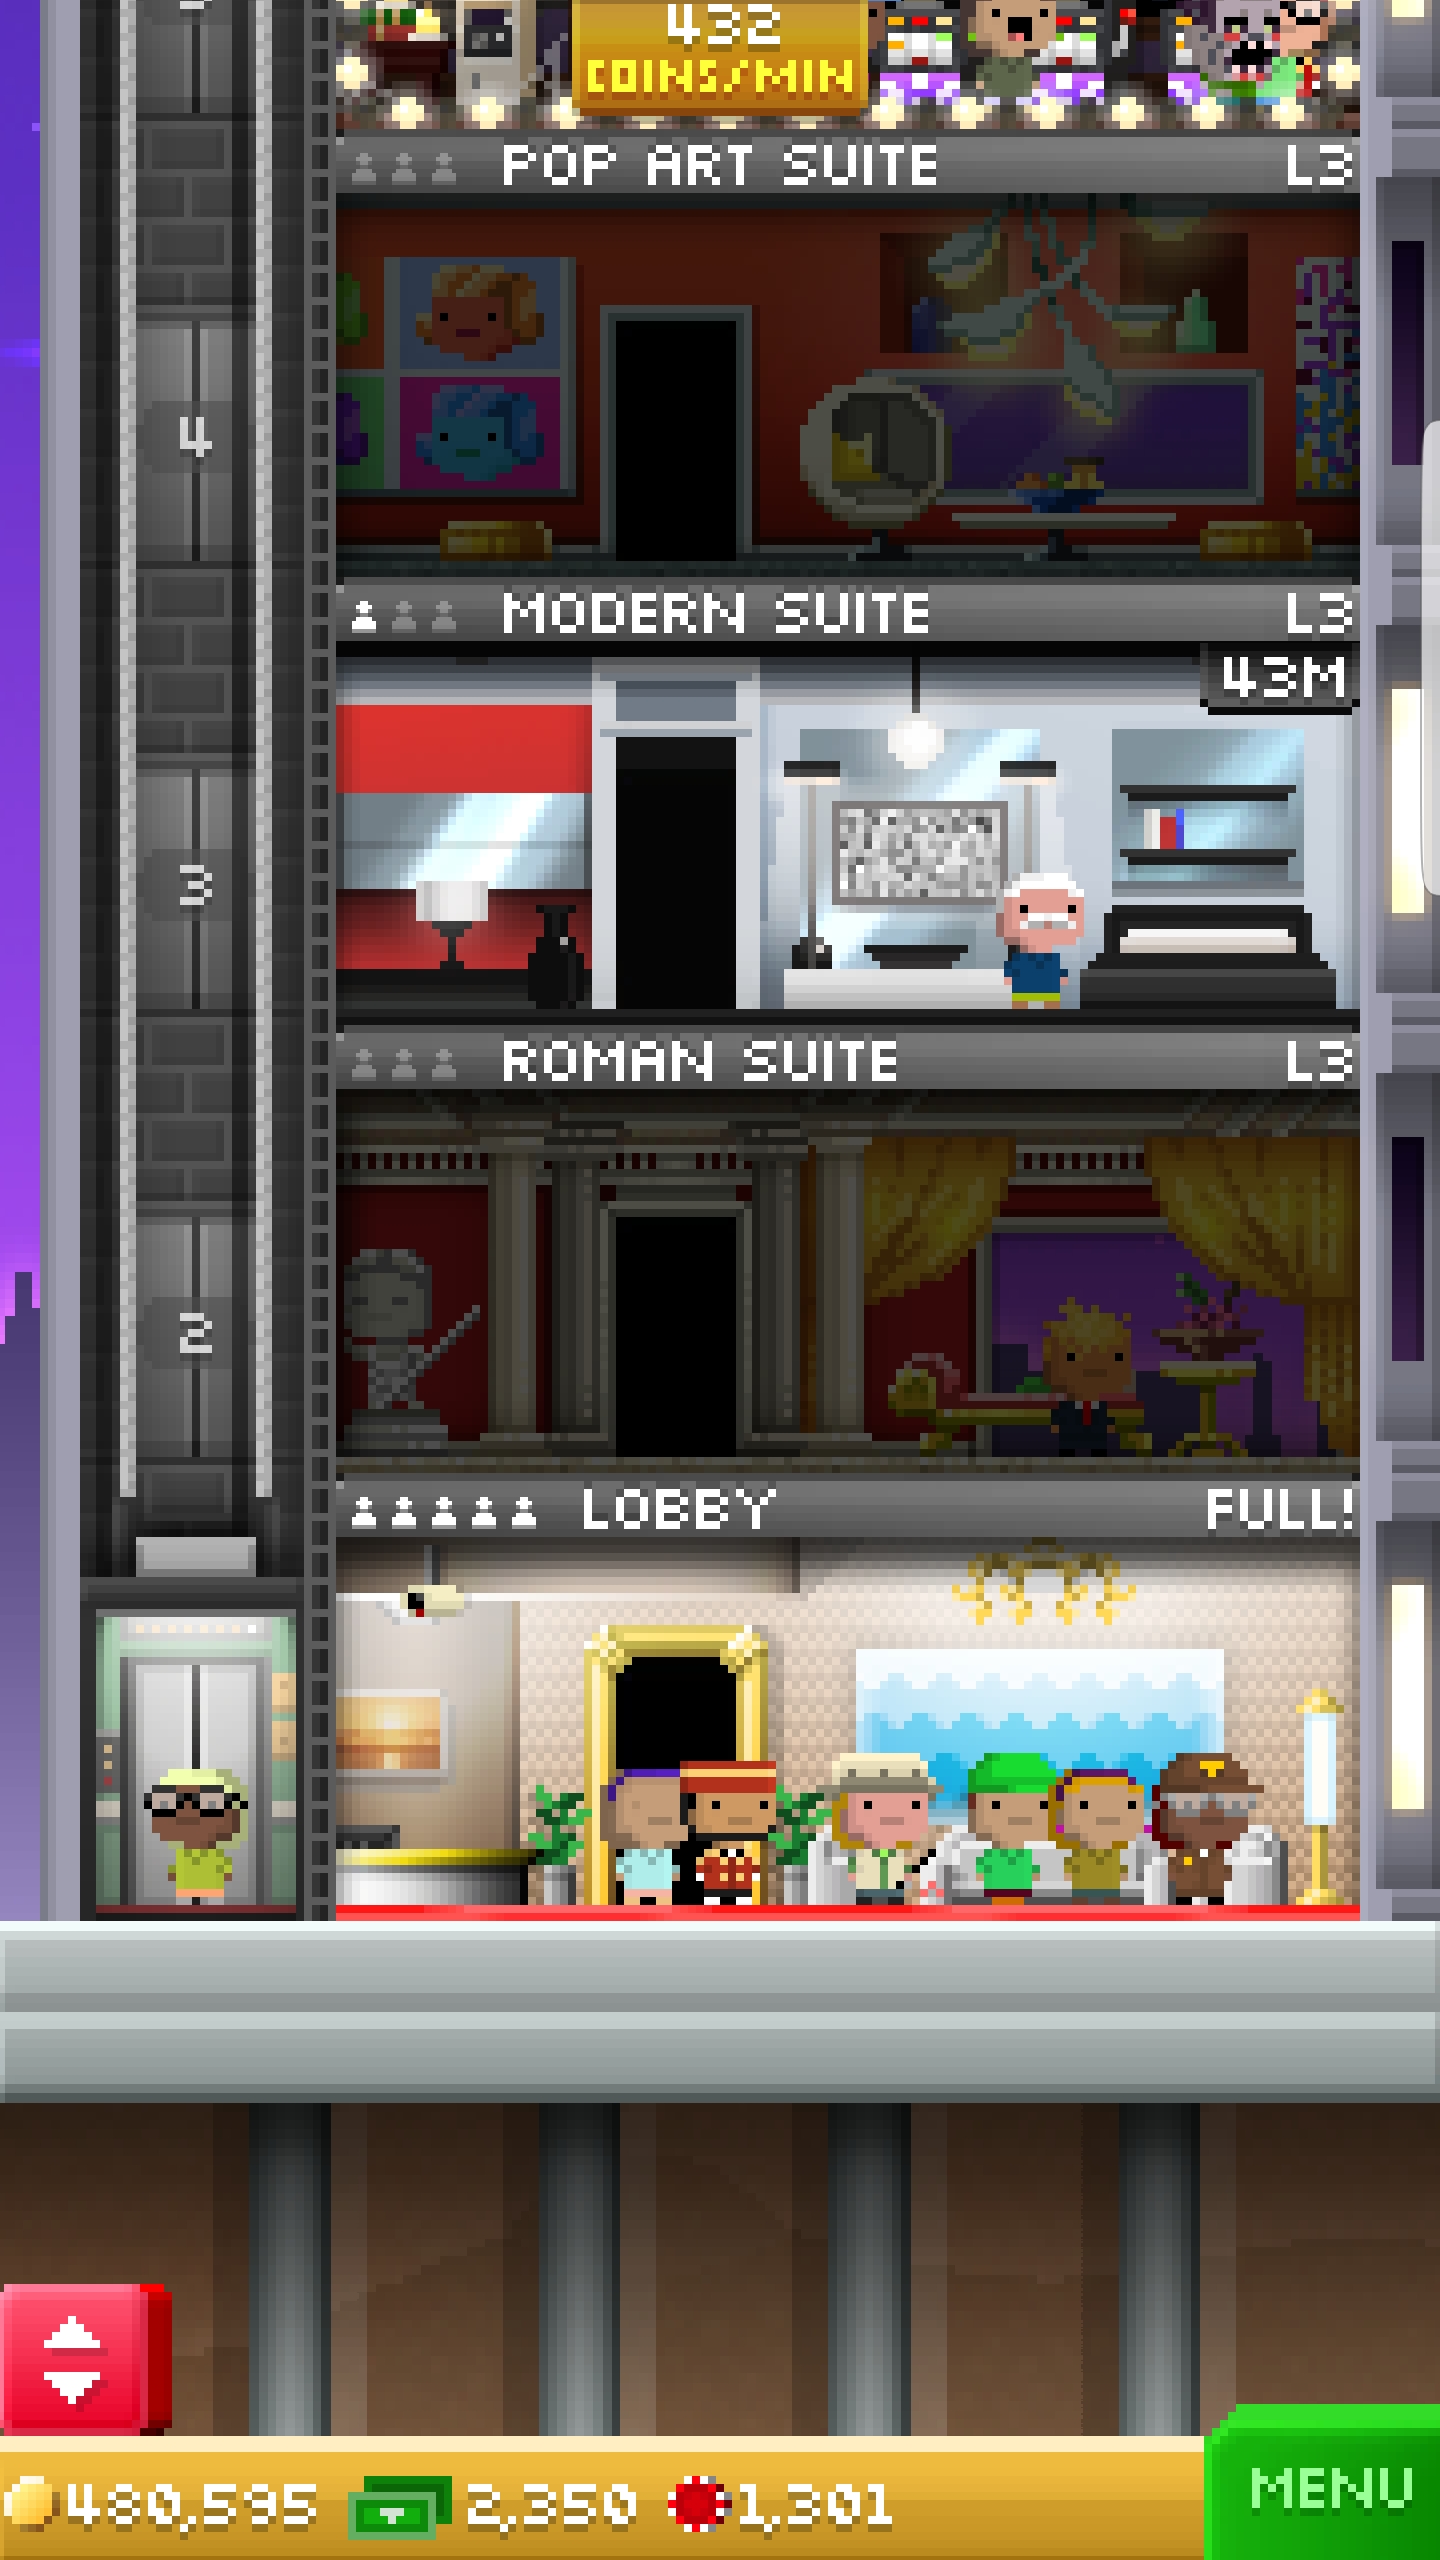 432
COINS/MIN
POP ART SUITE L3
4
MODERN SUITE L3
43M
3
ROMAN SUITE L3
2
LOBBY FULL!
480,595 2,350 1,301
MENU